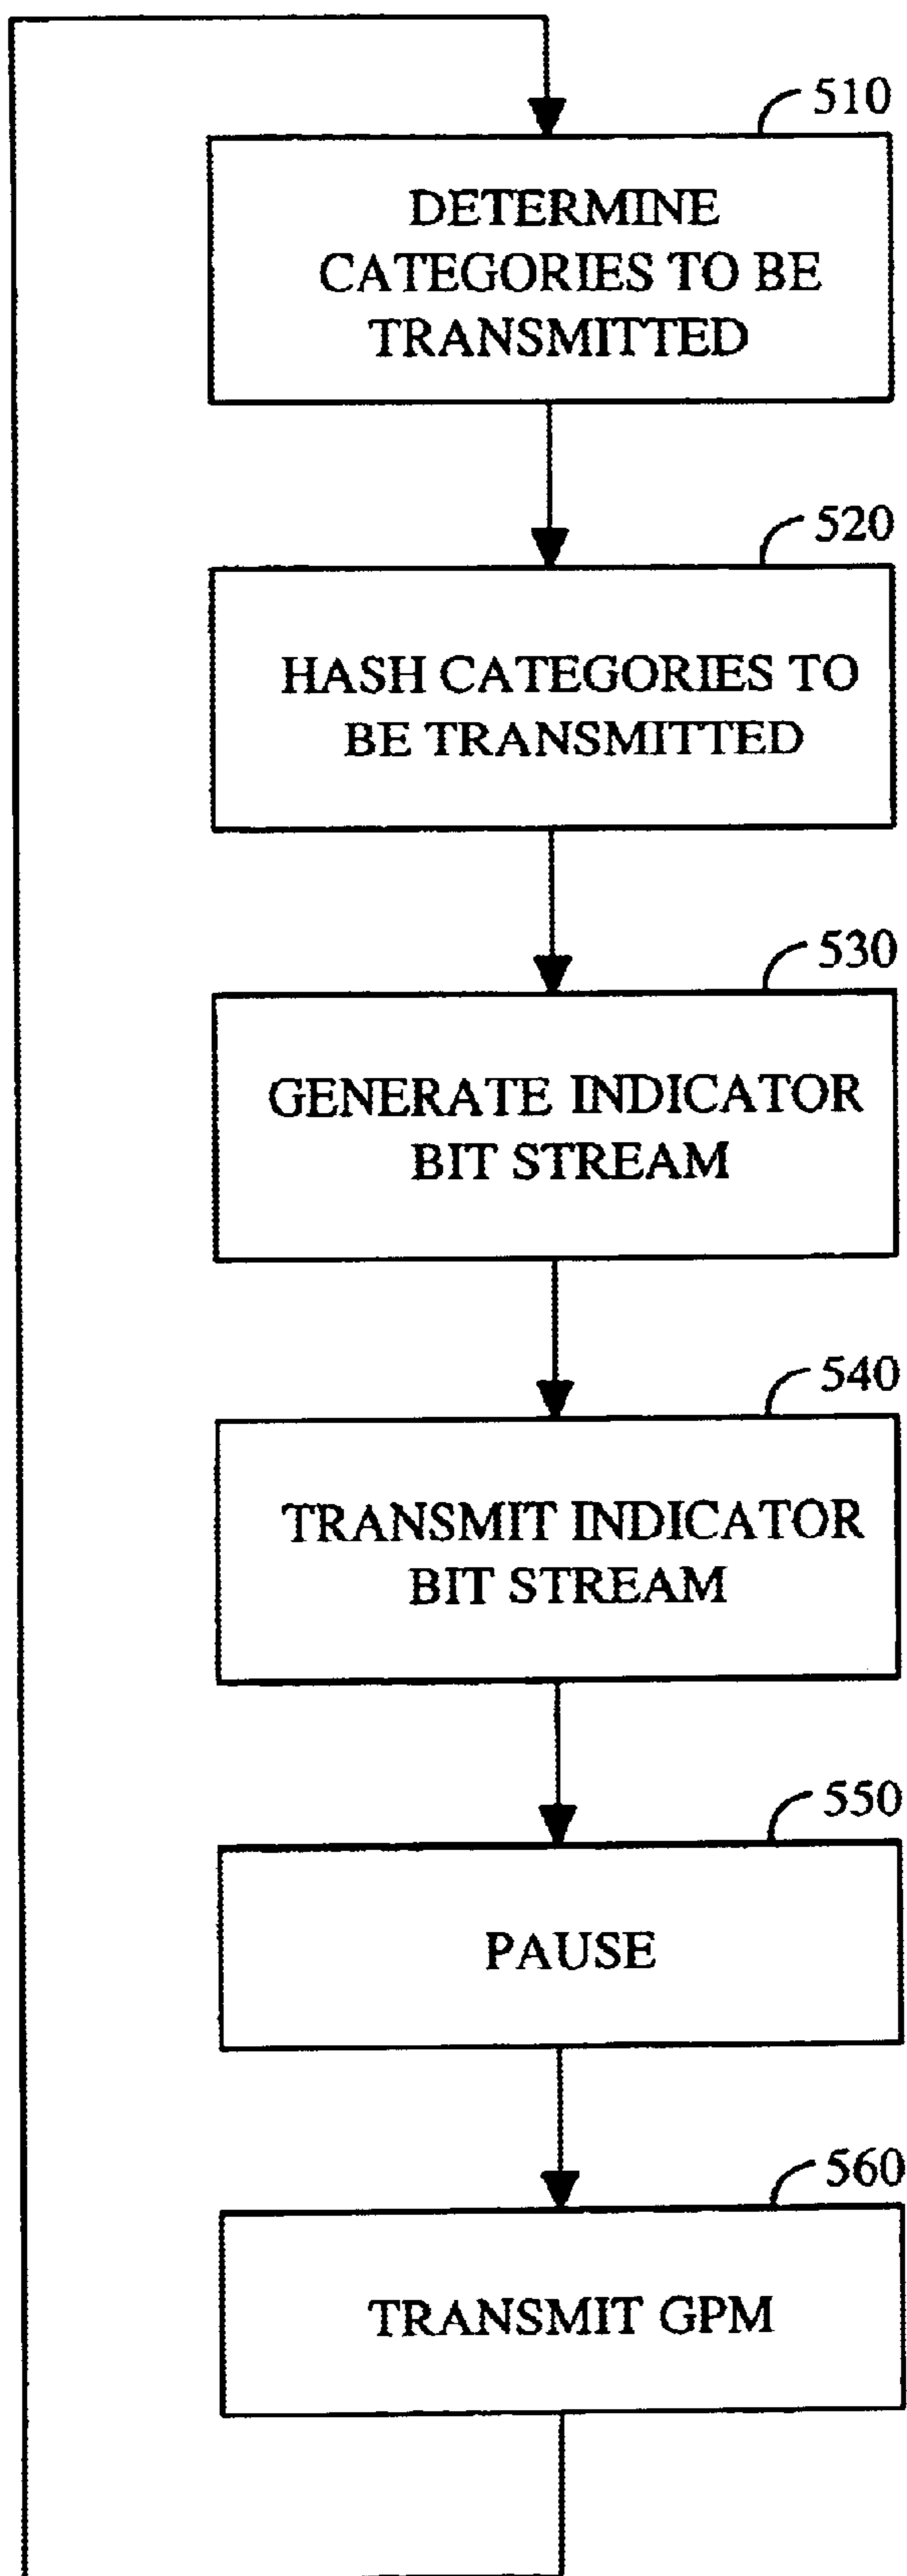 510
DETERMINE
CATEGORIES TO BE
TRANSMITTED
520
HASH CATEGORIES TO
BE TRANSMITTED
530
GENERATE INDICATOR
BIT STREAM
540
TRANSMIT INDICATOR
BIT STREAM
550
PAUSE
560
TRANSMIT GPM